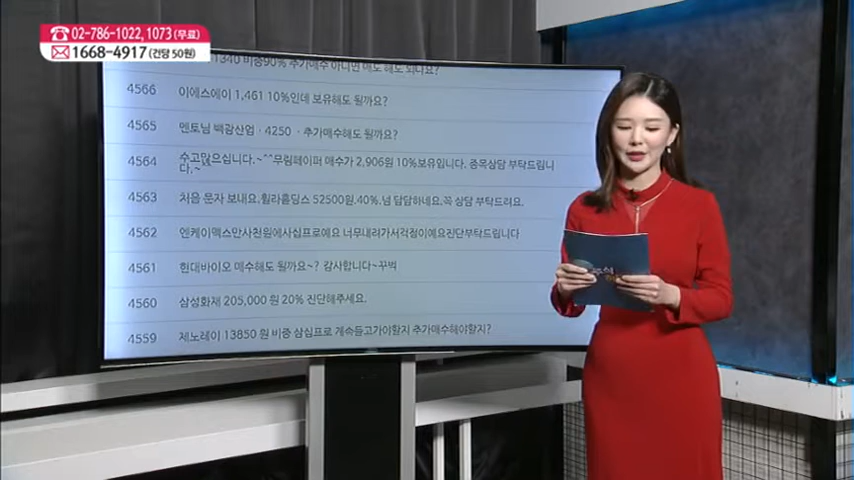 02-786-1022, 1073 (무료)
1668-4917 (건당 50원)
1340 비중90% 추가매수 아니면 매도 해도 되나요?
4566 이에스에이 1,461 10%인데 보유해도 될까요?
4565 멘토님 백광산업·4250 ·추가매수해도 될까요?
4564 수고많으십니다.~^^무림페이퍼 매수가 2,906원 10%보유입니다. 종목상담 부탁드림니다.~
4563 처음 문자 보내요.휠라홀딩스 52500원.40%.넘 답답하네요.꼭 상담 부탁드려요.
4562 엔케이맥스만사천원에사십프로예요 너무내려가서걱정이예요진단부탁드립니다
4561 현대바이오 매수해도 될까요~? 감사합니다~꾸벅
4560 삼성화재 205,000 원 20% 진단해주세요.
4559 제노레이 13850 원 비중 삼십프로 계속들고가야할지 추가매수해야할지?